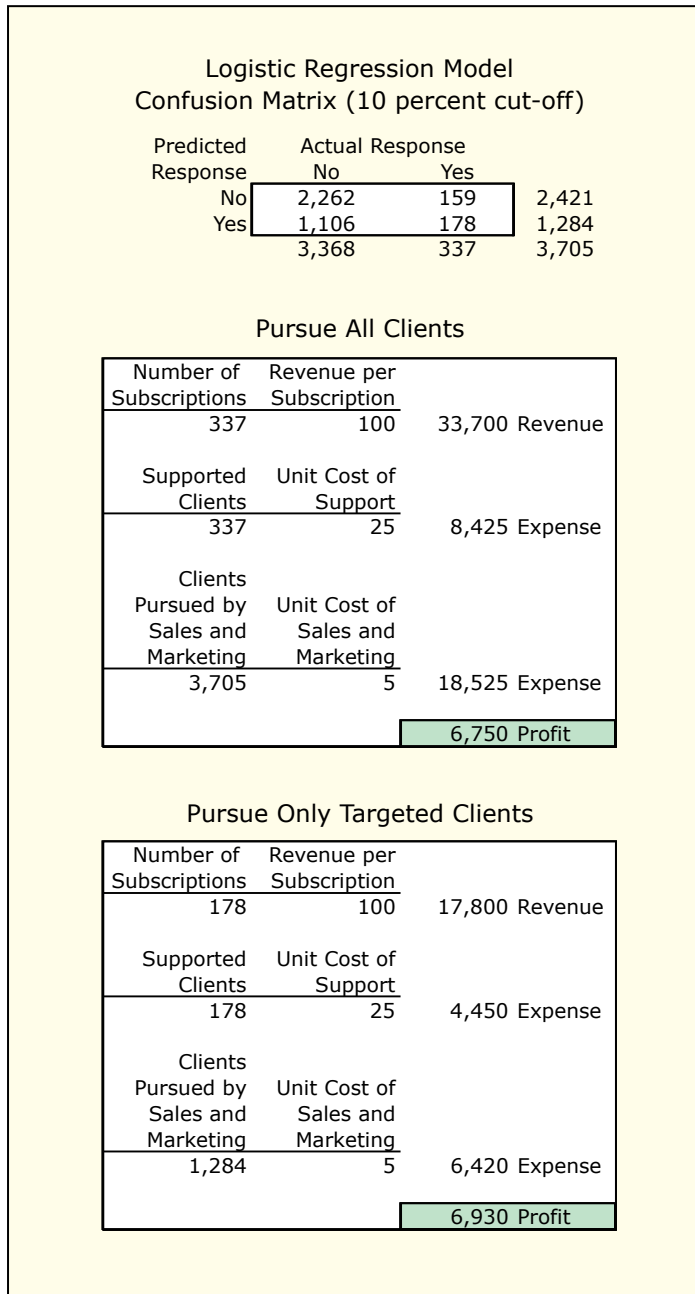 Logistic Regression Model
Confusion Matrix (10 percent cut-off)
Predicted Actual Response
Response No Yes
No 2,262 159 2,421
Yes 1,106 178 1,284
3,368 337 3,705
Pursue All Clients
Number of Revenue per
Subscriptions Subscription
337 100 33,700 Revenue
Supported Unit Cost of
Clients Support
337 25 8,425 Expense
Clients
Pursued by Unit Cost of
Sales and Sales and
Marketing Marketing
3,705 5 18,525 Expense
6,750 Profit
Pursue Only Targeted Clients
Number of Revenue per
Subscriptions Subscription
178 100 17,800 Revenue
Supported Unit Cost of
Clients Support
178 25 4,450 Expense
Clients
Pursued by Unit Cost of
Sales and Sales and
Marketing Marketing
1,284 5 6,420 Expense
6,930 Profit